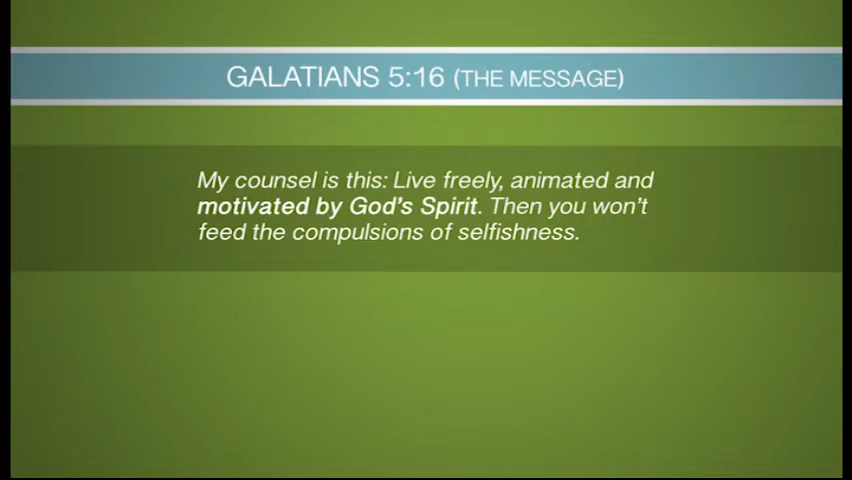 GALATIANS 5:16 (THE MESSAGE)
My counsel is this: Live freely, animated and
motivated by God's Spirit. Then you won't
feed the compulsions of selfishness.